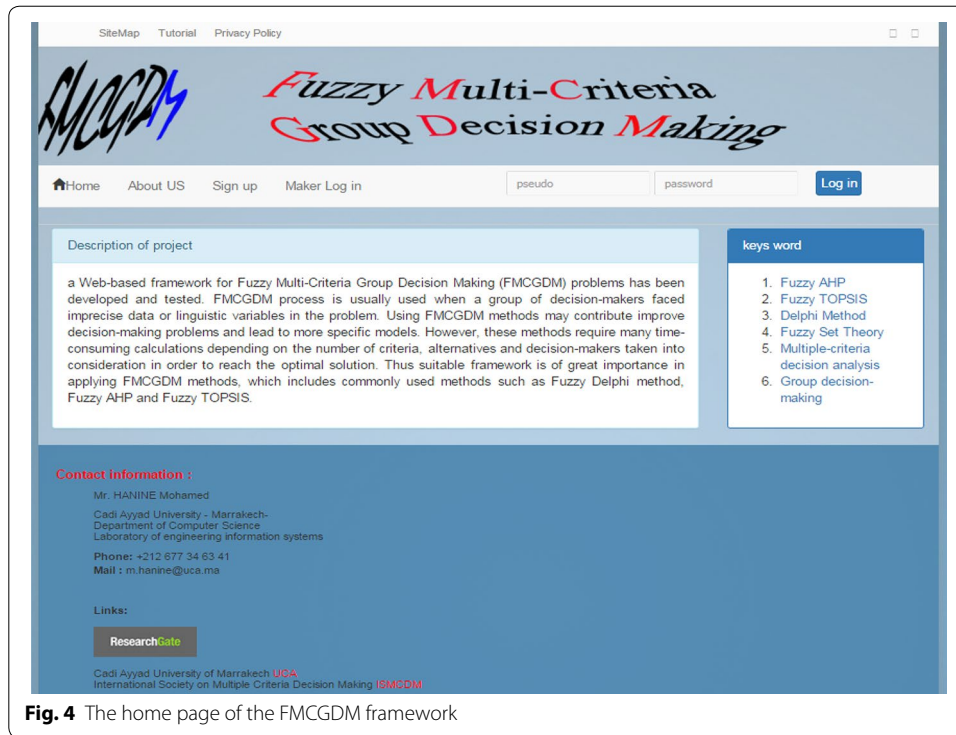 SiteMap Tutorial Privacy Policy
FMCGDM
Fuzzy Multi-Criteria
Group Decision Making
Home About US Sign up Maker Log in pseudo password Log in
Description of project
a Web-based framework for Fuzzy Multi-Criteria Group Decision Making (FMCGDM) problems has been
developed and tested. FMCGDM process is usually used when a group of decision-makers faced
imprecise data or linguistic variables in the problem. Using FMCGDM methods may contribute improve
decision-making problems and lead to more specific models. However, these methods require many time-
consuming calculations depending on the number of criteria, alternatives and decision-makers taken into
consideration in order to reach the optimal solution. Thus suitable framework is of great importance in
applying FMCGDM methods, which includes commonly used methods such as Fuzzy Delphi method,
Fuzzy AHP and Fuzzy TOPSIS.
keys word
1. Fuzzy AHP
2. Fuzzy TOPSIS
3. Delphi Method
4. Fuzzy Set Theory
5. Multiple-criteria
decision analysis
6. Group decision-
making
Contact information :
Mr. HANINE Mohamed
Cadi Ayyad University - Marrakech-
Department of Computer Science
Laboratory of engineering information systems
Phone: +212 677 34 63 41
Mail : m.hanine@uca.ma
Links:
ResearchGate
Cadi Ayyad University of Marrakech UCA
International Society on Multiple Criteria Decision Making ISMCDM
Fig. 4 The home page of the FMCGDM framework